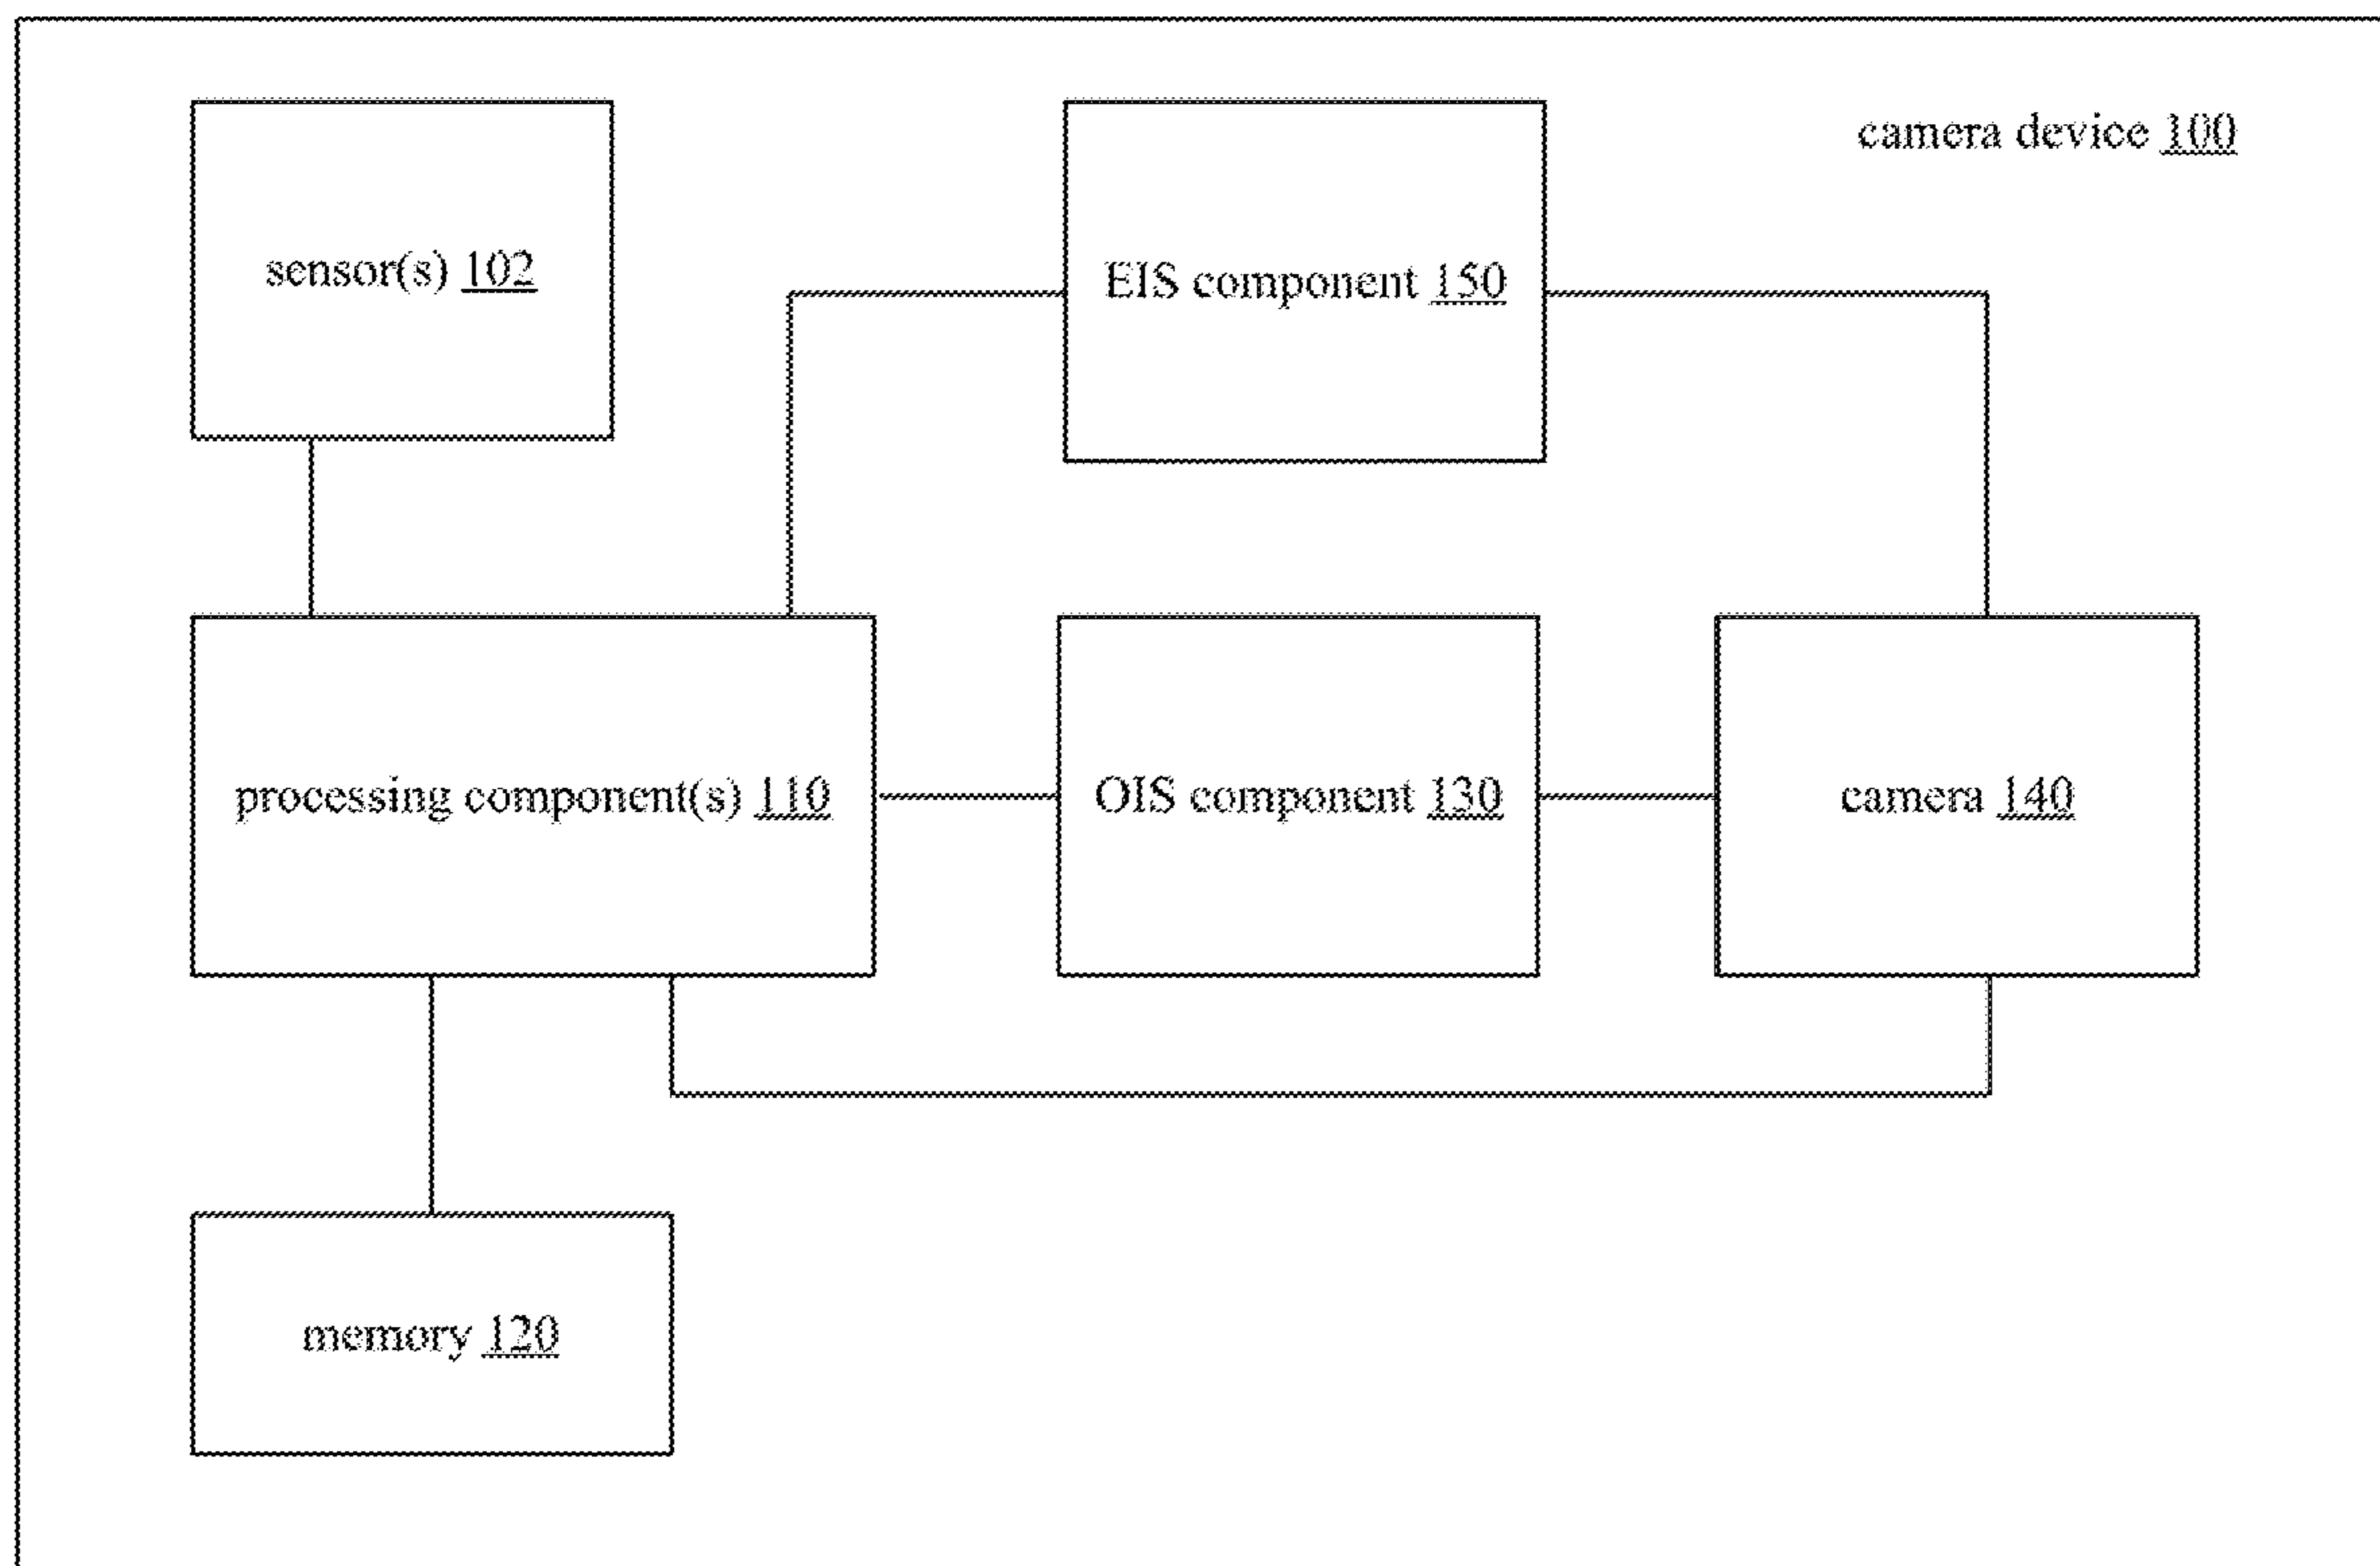 camera device 100
sensor(s) 102
EIS component 150
processing component(s) 110
OIS component 130
camera 140
memory 120